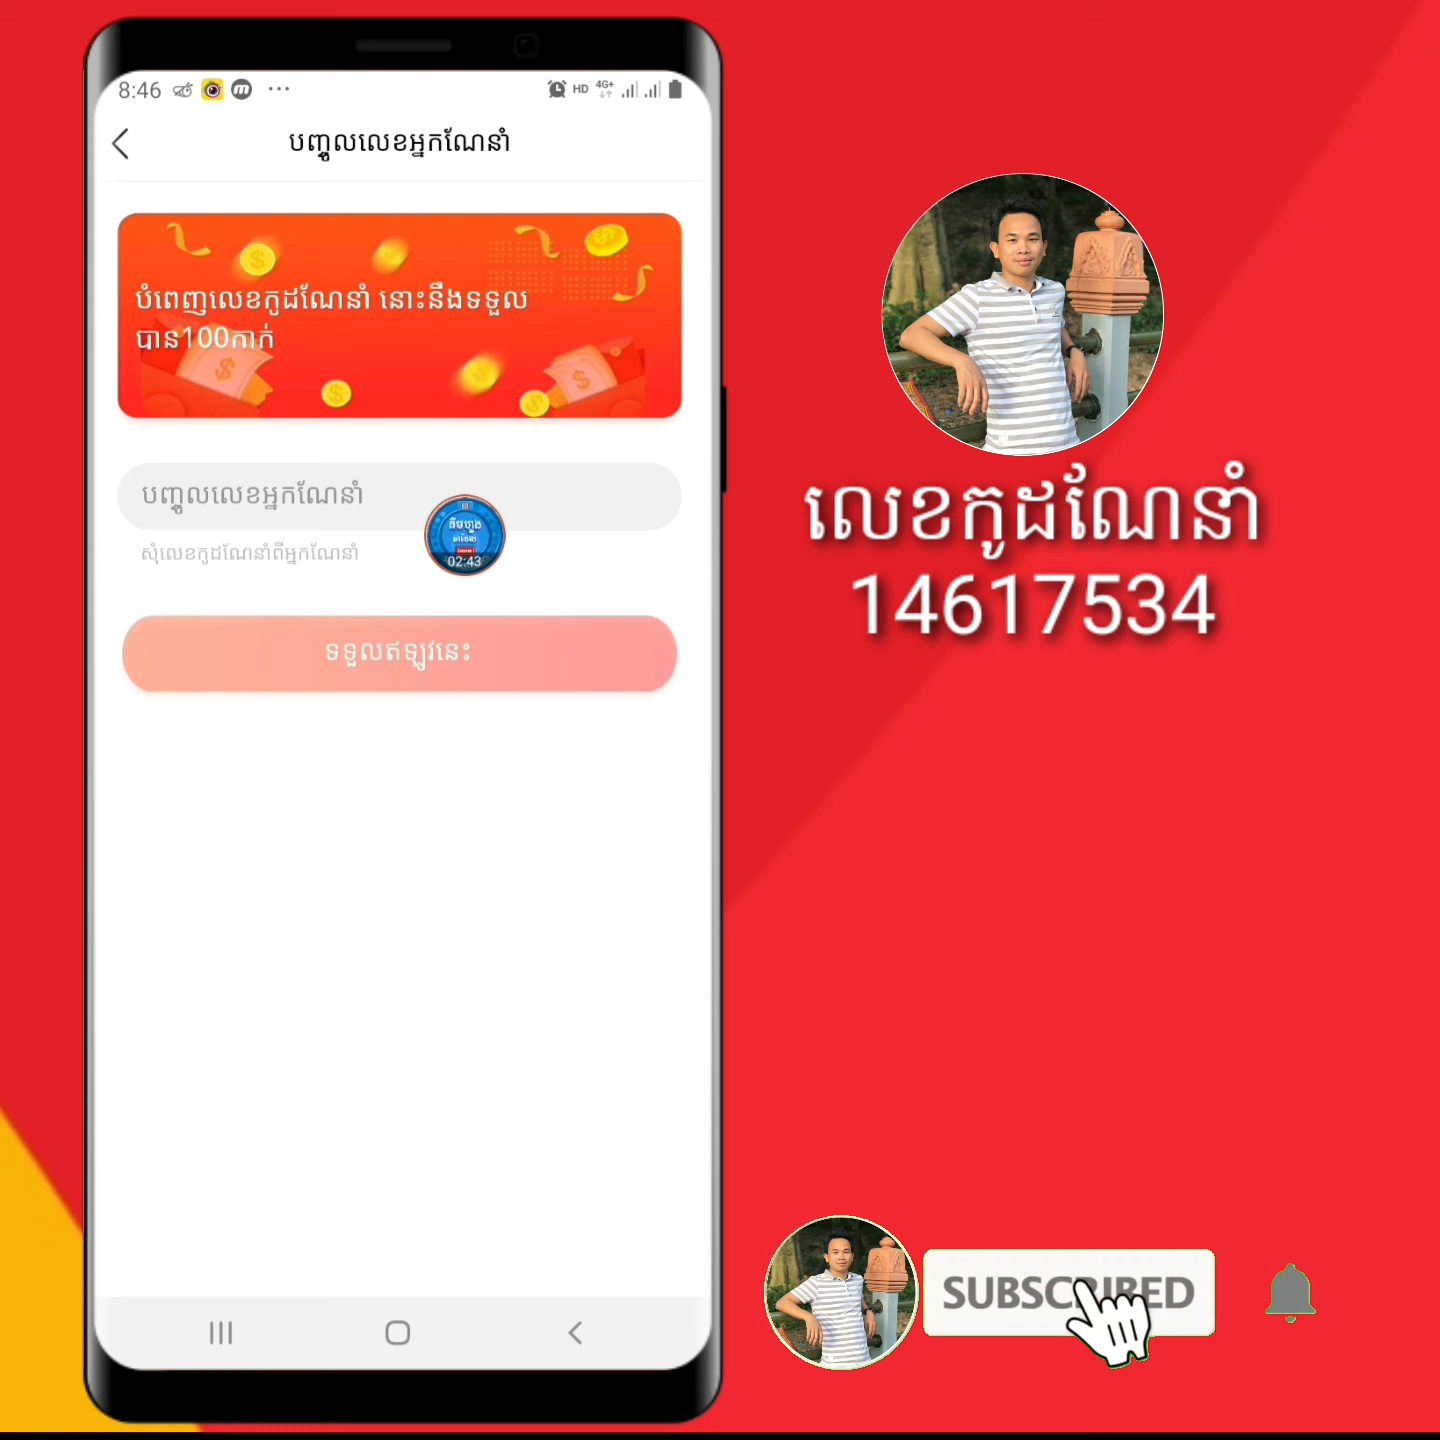 8:46
HD 4G+
បញ្ចូលលេខអ្នកណែនាំ
បំពេញលេខកូដណែនាំ នោះនឹងទទួល
បាន100កាក់
បញ្ចូលលេខអ្នកណែនាំ
សុំលេខកូដណែនាំពីអ្នកណែនាំ
02:43
ទទួលឥឡូវនេះ
លេខកូដណែនាំ
14617534
SUBSCRIBED